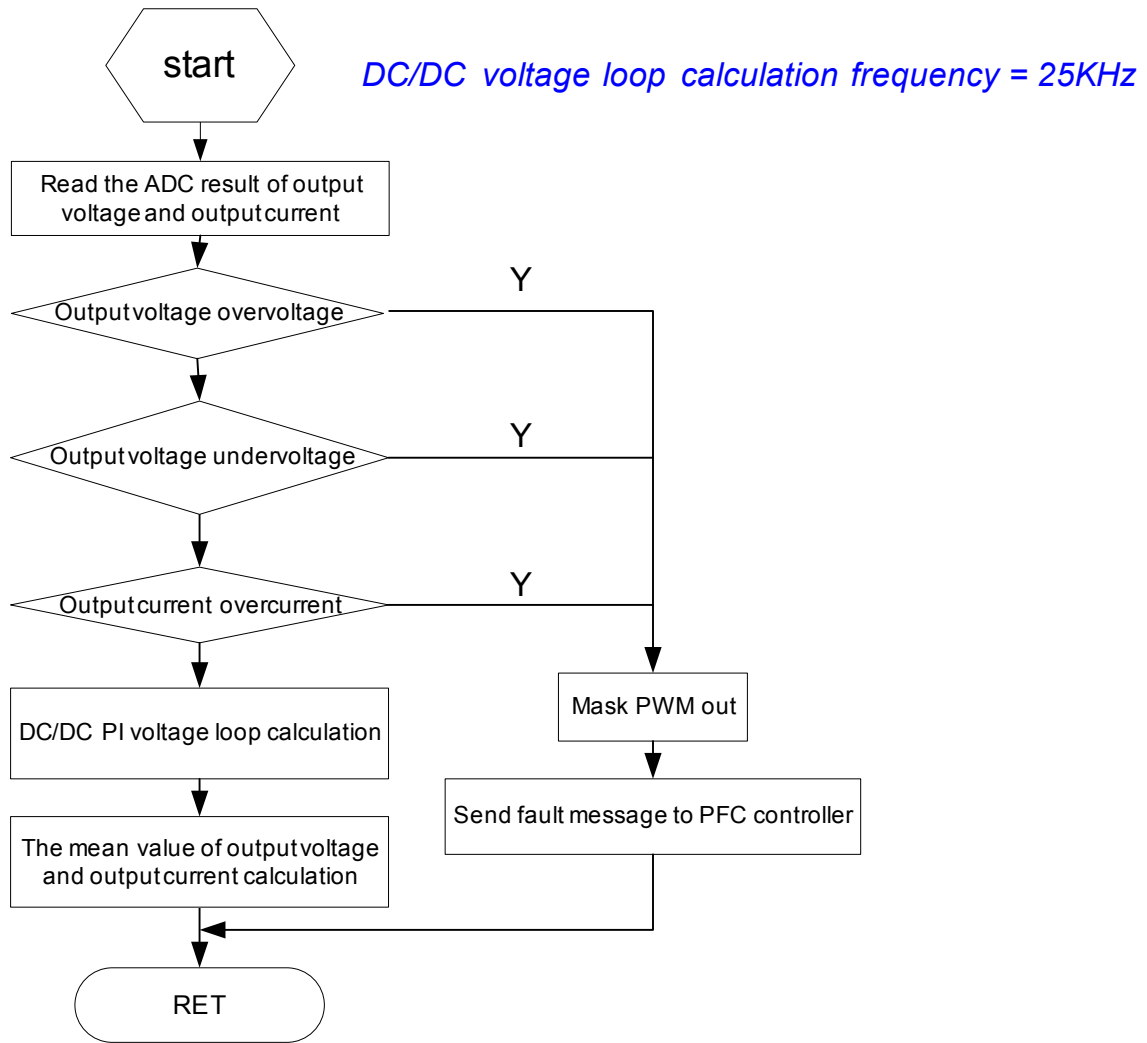 start
DC/DC voltage loop calculation frequency = 25KHz
Read the ADC result of output
voltage and output current
Y
Output voltage overvoltage
Y
Output voltage undervoltage
Y
Output current overcurrent
Mask PWM out
DC/DC PI voltage loop calculation
Send fault message to PFC controller
The mean value of output voltage
and output current calculation
RET